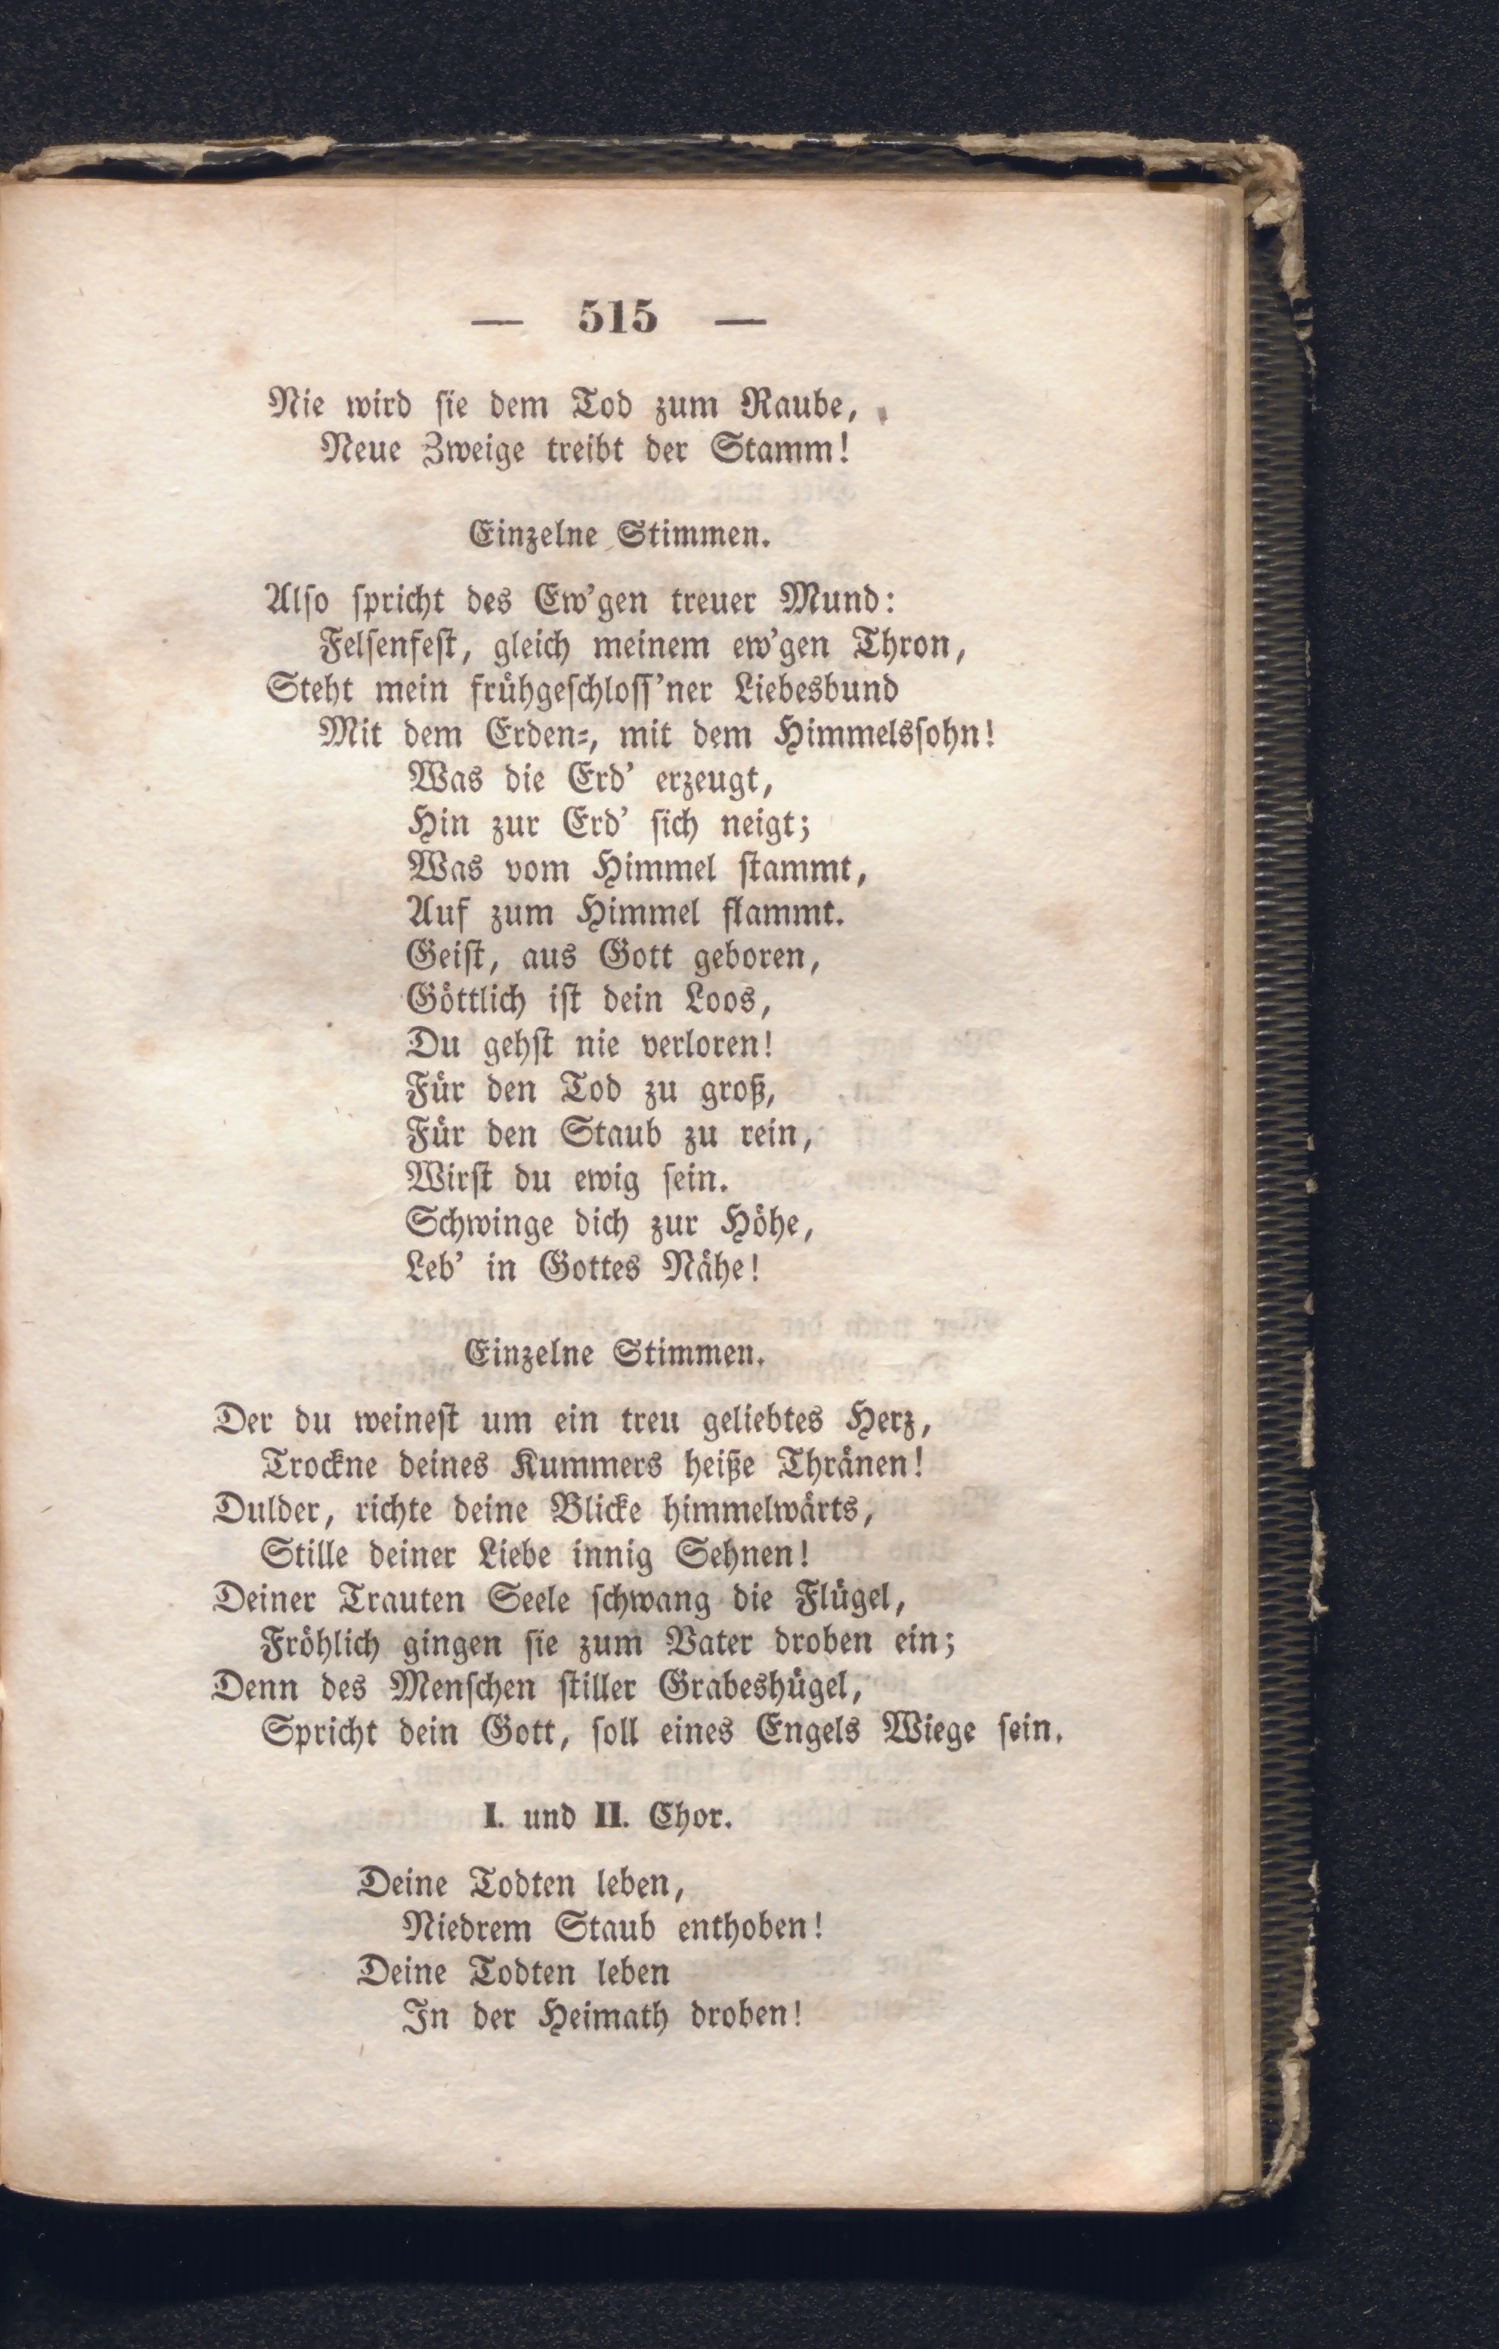 — 515 —
Nie wird sie dem Tod zum Raube,
Neue Zweige treibt der Stamm!
Einzelne Stimmen.
Also spricht des Ew'gen treuer Mund:
Felsenfest, gleich meinem ew'gen Thron,
Steht mein frühgeschloss'ner Liebesbund
Mit dem Erden-, mit dem Himmelssohn!
Was die Erd' erzeugt,
Hin zur Erd' sich neigt;
Was vom Himmel stammt,
Auf zum Himmel flammt.
Geist, aus Gott geboren,
Göttlich ist dein Loos,
Du gehst nie verloren!
Für den Tod zu groß,
Für den Staub zu rein,
Wirst du ewig sein.
Schwinge dich zur Höhe,
Leb' in Gottes Nähe!
Einzelne Stimmen.
Der du weinest um ein treu geliebtes Herz,
Trockne deines Kummers heiße Thränen!
Dulder, richte deine Blicke himmelwärts,
Stille deiner Liebe innig Sehnen!
Deiner Trauten Seele schwang die Flügel,
Fröhlich gingen sie zum Vater droben ein;
Denn des Menschen stiller Grabeshügel,
Spricht dein Gott, soll eines Engels Wiege sein.
I. und II. Chor.
Deine Todten leben,
Niedrem Staub enthoben!
Deine Todten leben
In der Heimath droben!